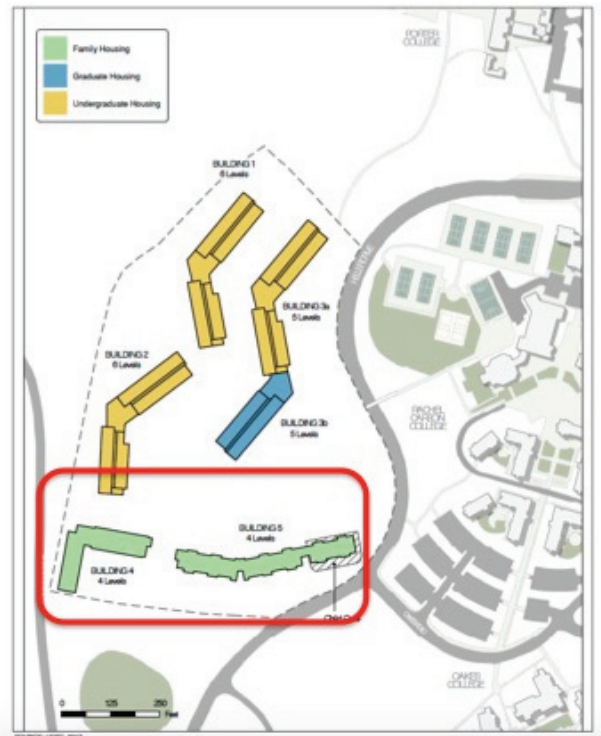 Family Housing
Graduate Housing
Undergraduate Housing
PORTER
COLLEGE
BUILDING 1
6 Levels
BUILDING 3a
5 Levels
BUILDING 2
6 Levels
RACHEL
CARSON
COLLEGE
BUILDING 3b
5 Levels
BUILDING 5
4 Levels
BUILDING 4
4 Levels
OAKES
COLLEGE
0 125 250
Feet